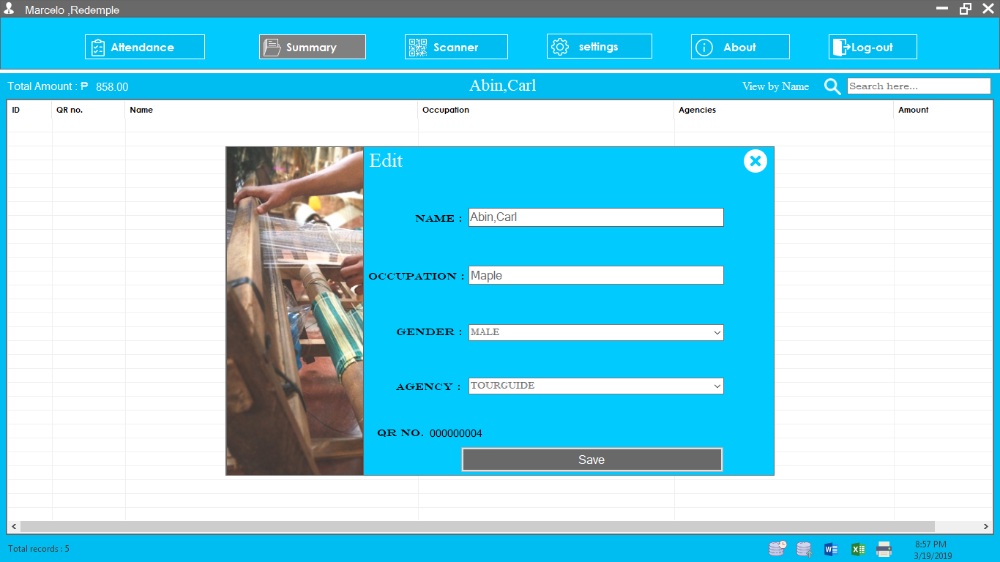 Marcelo ,Redemple
Attendance Summary Scanner settings About Log-out
Total Amount : ₱ 858.00 Abin,Carl View by Name Search here...
ID QR no. Name Occupation Agencies Amount
Edit
NAME : Abin,Carl
OCCUPATION : Maple
GENDER : MALE
AGENCY : TOURGUIDE
QR NO. 000000004
Save
Total records : 5
8:57 PM
3/19/2019